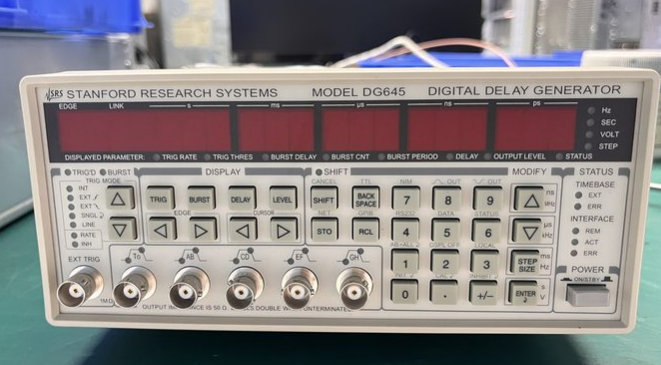 SRS STANFORD RESEARCH SYSTEMS MODEL DG645 DIGITAL DELAY GENERATOR
EDGE LINK s ms µs ns ps
Hz
SEC
VOLT
STEP
DISPLAYED PARAMETER: TRIG RATE TRIG THRES BURST DELAY BURST CNT BURST PERIOD DELAY OUTPUT LEVEL STATUS
TRIG'D BURST DISPLAY SHIFT MODIFY STATUS
TRIG MODE
INT
EXT
EXT
SNGL
LINE
RATE
INH
TRIG BURST DELAY LEVEL
EDGE CURSOR
CANCEL TTL NIM OUT OUT
SHIFT BACK SPACE 7 8 9
NET GPIB RS232 DATA STATUS
STO RCL 4 5 6
LOCAL
1 2 3 STEP SIZE
0 . +/- ENTER
ns
MHz
µs
kHz
ms
Hz
s
V
TIMEBASE
EXT
ERR
INTERFACE
REM
ACT
ERR
POWER
ON/STBY
EXT TRIG To AB CD EF GH
OUTPUT IS 50 Ω DOUBLE UNTERMINATED